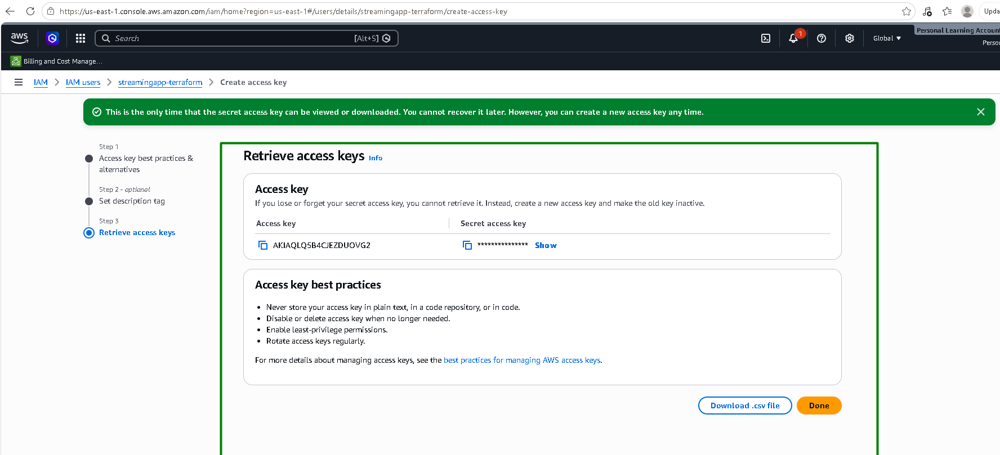 https://us-east-1.console.aws.amazon.com/iam/home?region=us-east-1#/users/details/streamingapp-terraform/create-access-key
Upda
aws
Search
[Alt+S]
1
Global
Personal Learning Accoun
Perso
Billing and Cost Manage...
IAM > IAM users > streamingapp-terraform > Create access key
This is the only time that the secret access key can be viewed or downloaded. You cannot recover it later. However, you can create a new access key any time.
Step 1
Access key best practices &
alternatives
Step 2 - optional
Set description tag
Step 3
Retrieve access keys
Retrieve access keys Info
Access key
If you lose or forget your secret access key, you cannot retrieve it. Instead, create a new access key and make the old key inactive.
Access key
Secret access key
AKIAQLQ5B4CJEZDUOVG2
*************** Show
Access key best practices
• Never store your access key in plain text, in a code repository, or in code.
• Disable or delete access key when no longer needed.
• Enable least-privilege permissions.
• Rotate access keys regularly.
For more details about managing access keys, see the best practices for managing AWS access keys.
Download .csv file
Done